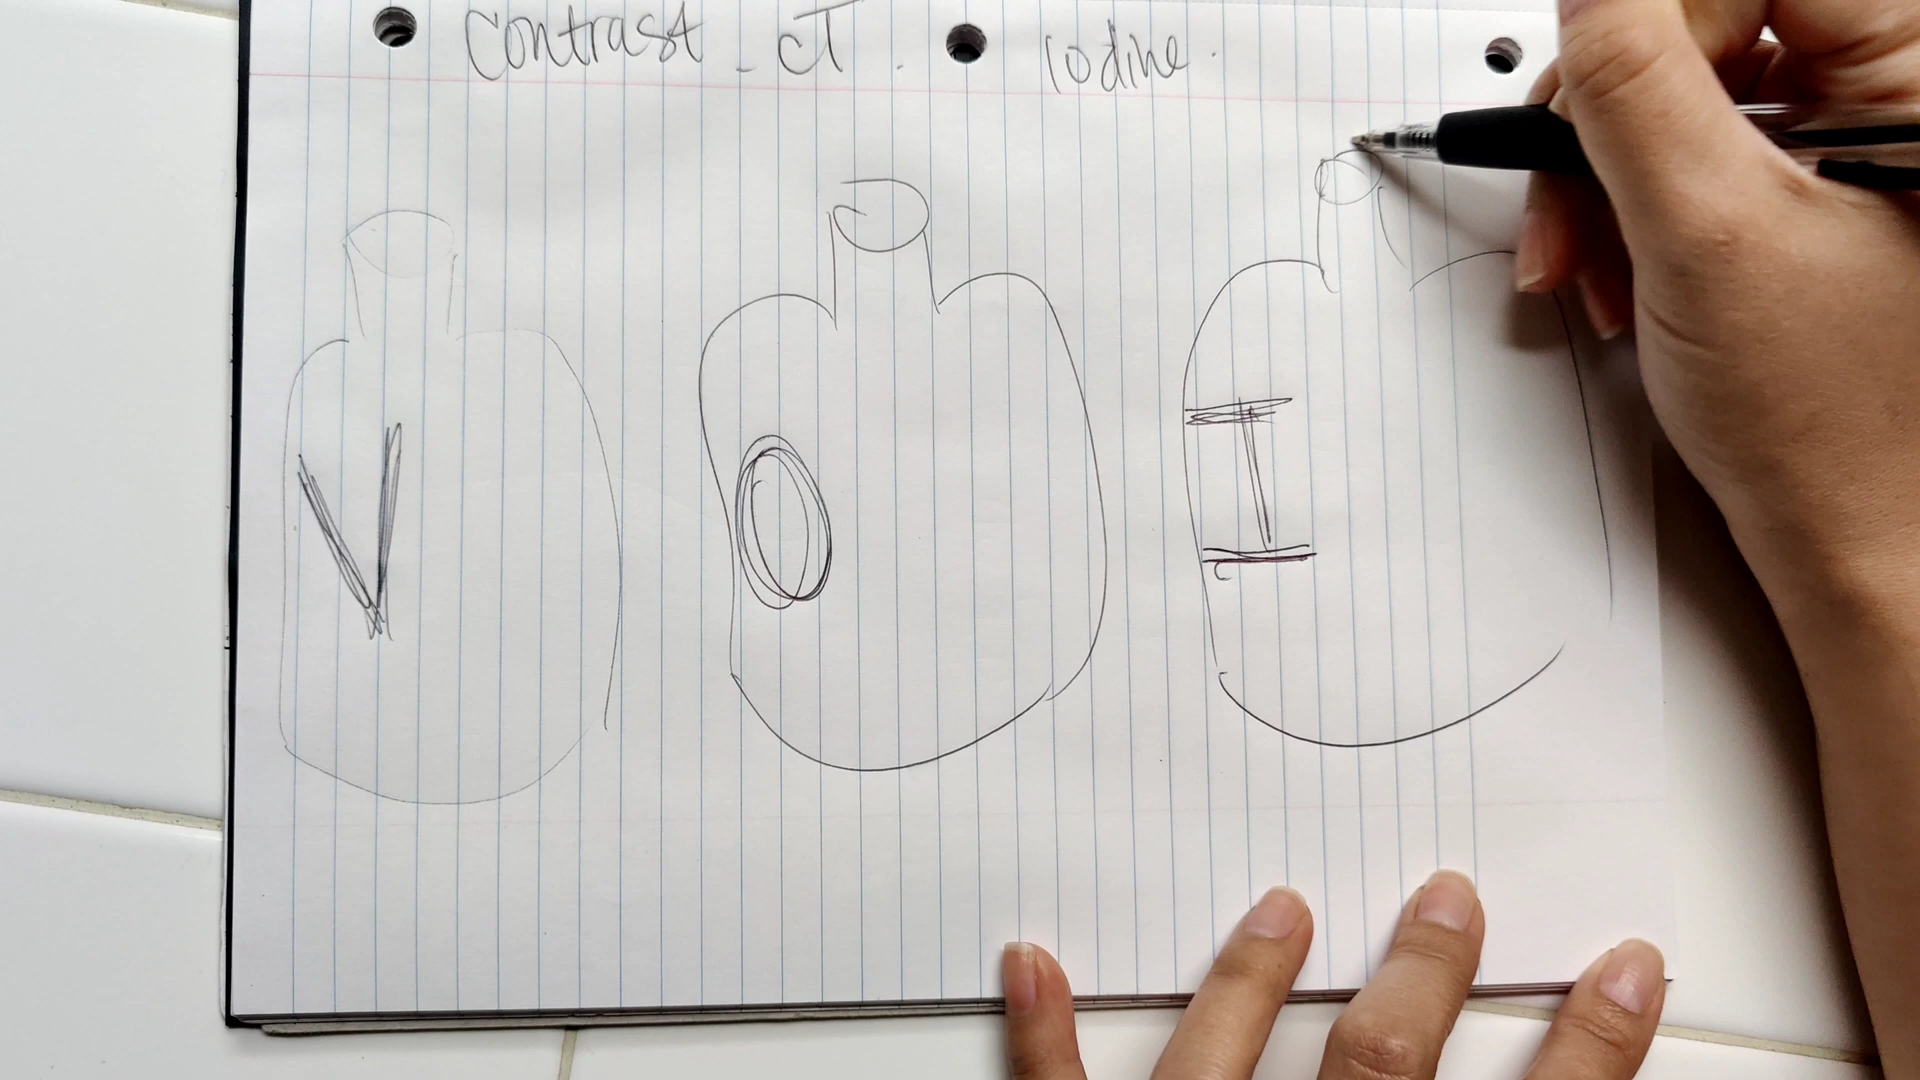 Contrast - CT. Iodine.
V O I